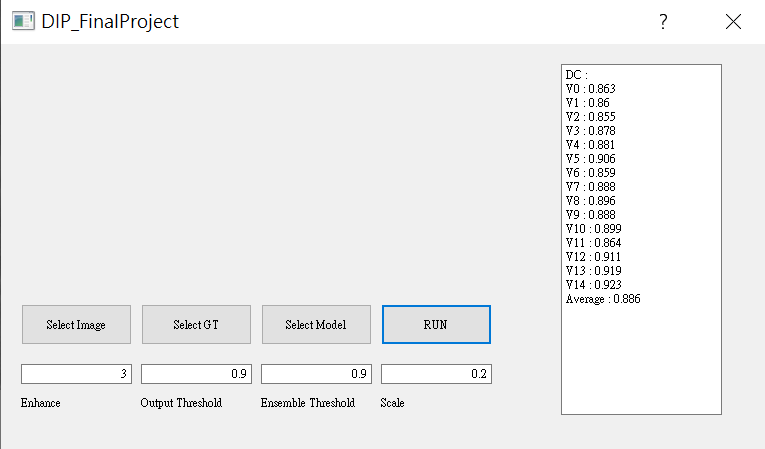 DIP_FinalProject
?
DC :
V0 : 0.863
V1 : 0.86
V2 : 0.855
V3 : 0.878
V4 : 0.881
V5 : 0.906
V6 : 0.859
V7 : 0.888
V8 : 0.896
V9 : 0.888
V10 : 0.899
V11 : 0.864
V12 : 0.911
V13 : 0.919
V14 : 0.923
Average : 0.886
Select Image Select GT Select Model RUN
3 0.9 0.9 0.2
Enhance Output Threshold Ensemble Threshold Scale